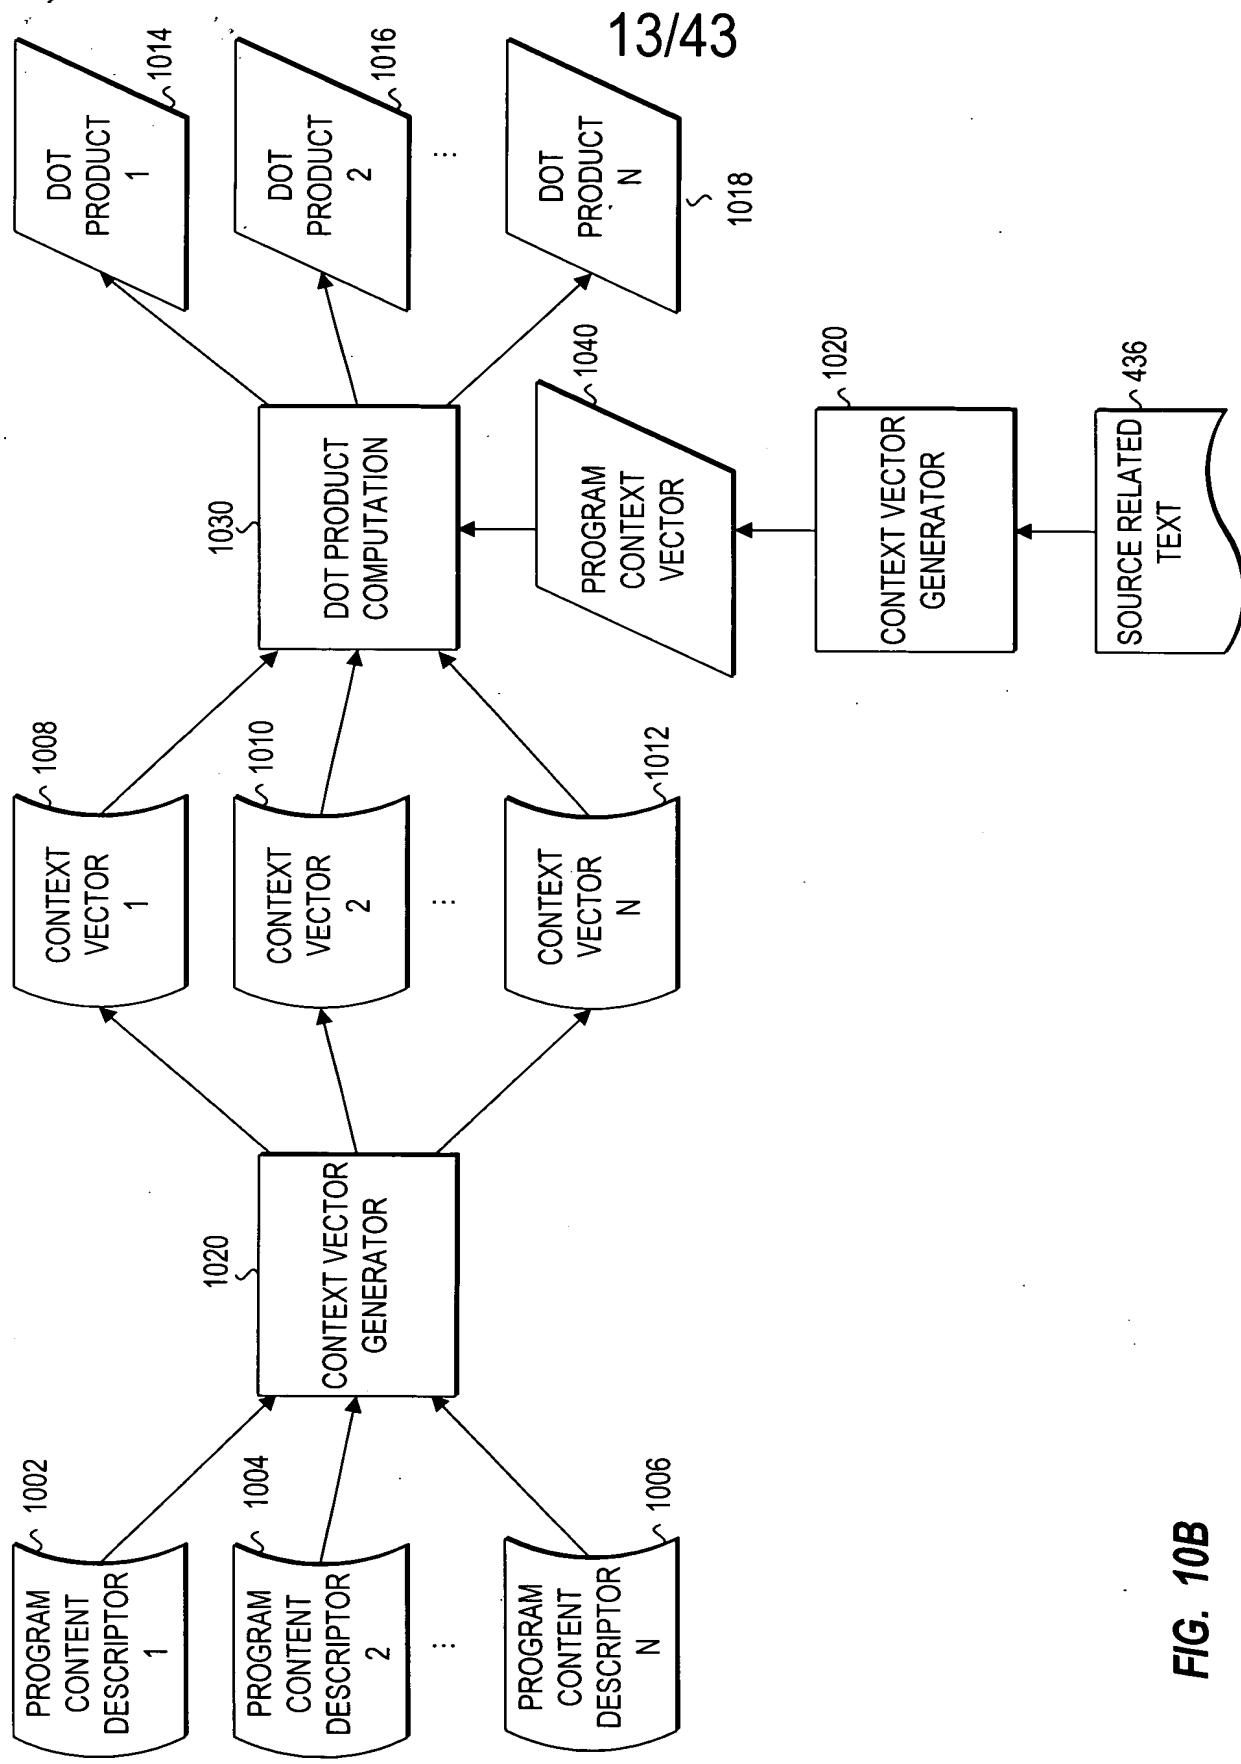 13/43
PROGRAM
CONTENT
DESCRIPTOR
1
1002
PROGRAM
CONTENT
DESCRIPTOR
2
1004
...
PROGRAM
CONTENT
DESCRIPTOR
N
1006
1020
CONTEXT VECTOR
GENERATOR
CONTEXT
VECTOR
1
1008
CONTEXT
VECTOR
2
1010
...
CONTEXT
VECTOR
N
1012
1030
DOT PRODUCT
COMPUTATION
PROGRAM
CONTEXT
VECTOR
1040
CONTEXT VECTOR
GENERATOR
1020
SOURCE RELATED
TEXT
436
DOT
PRODUCT
1
1014
DOT
PRODUCT
2
1016
...
DOT
PRODUCT
N
1018
FIG. 10B